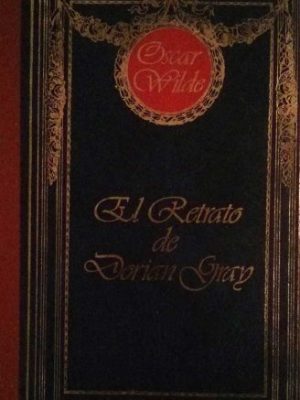 Oscar
Wilde
El Retrato
de
Dorian Gray